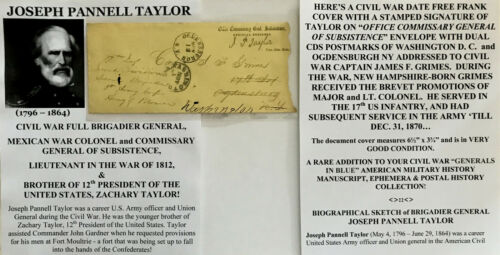 JOSEPH PANNELL TAYLOR
(1796 – 1864)
CIVIL WAR FULL BRIGADIER GENERAL,
MEXICAN WAR COLONEL and COMMISSARY
GENERAL OF SUBSISTENCE,
LIEUTENANT IN THE WAR OF 1812,
&
BROTHER OF 12th PRESIDENT OF THE
UNITED STATES, ZACHARY TAYLOR!
Joseph Pannell Taylor was a career U.S. Army officer and Union
General during the Civil War. He was the younger brother of
Zachary Taylor, 12th President of the United States. Taylor
assisted Commander John Gardner when he requested provisions
for his men at Fort Moultrie - a fort that was being set up to fall
into the hands of the Confederates!
Office Commissary Genl. Subsistence,
J. P. Taylor
Washington
HERE'S A CIVIL WAR DATE FREE FRANK
COVER WITH A STAMPED SIGNATURE OF
TAYLOR ON "OFFICE COMMISSARY GENERAL
OF SUBSISTENCE" ENVELOPE WITH DUAL
CDS POSTMARKS OF WASHINGTON D. C. and
OGDENSBURGH NY ADDRESSED TO CIVIL
WAR CAPTAIN JAMES F. GRIMES. DURING
THE WAR, NEW HAMPSHIRE-BORN GRIMES
RECEIVED THE BREVET PROMOTIONS OF
MAJOR and LT. COLONEL. HE SERVED IN
THE 17th US INFANTRY, AND HAD
SUBSEQUENT SERVICE IN THE ARMY 'TILL
DEC. 31, 1870...
The document cover measures 6½" x 3¾" and is in VERY
GOOD CONDITION.
A RARE ADDITION TO YOUR CIVIL WAR "GENERALS
IN BLUE" AMERICAN MILITARY HISTORY
MANUSCRIPT, EPHEMERA & POSTAL HISTORY
COLLECTION!
<>::<>
BIOGRAPHICAL SKETCH of BRIGADIER GENERAL
JOSEPH PANNELL TAYLOR
Joseph Pannell Taylor (May 4, 1796 – June 29, 1864) was a career
United States Army officer and Union general in the American Civil